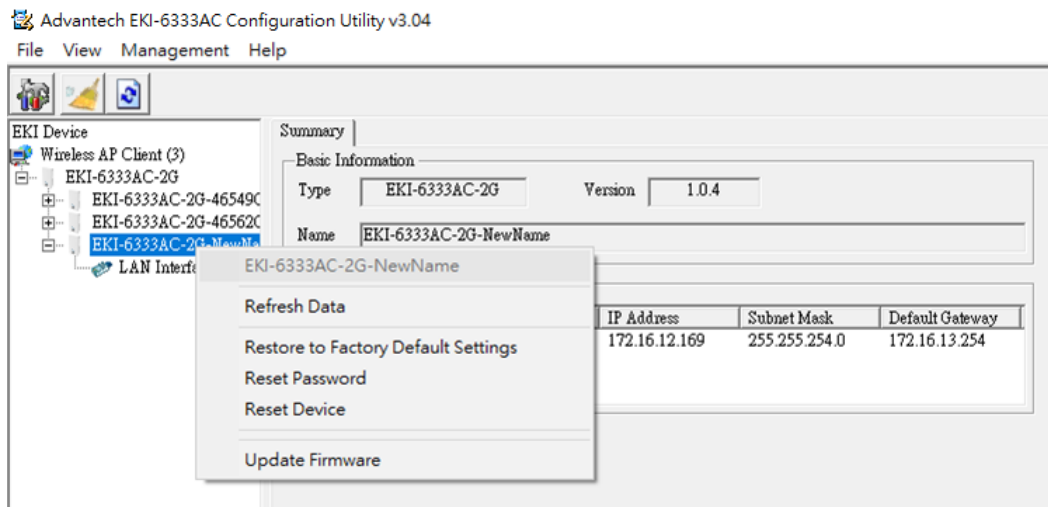 Advantech EKI-6333AC Configuration Utility v3.04
File View Management Help
EKI Device
Wireless AP Client (3)
EKI-6333AC-2G
EKI-6333AC-2G-46549C
EKI-6333AC-2G-46562C
EKI-6333AC-2G-NewNa
LAN Interfa
Summary
Basic Information
Type EKI-6333AC-2G Version 1.0.4
Name EKI-6333AC-2G-NewName
EKI-6333AC-2G-NewName
Refresh Data
Restore to Factory Default Settings
Reset Password
Reset Device
Update Firmware
IP Address Subnet Mask Default Gateway
172.16.12.169 255.255.254.0 172.16.13.254